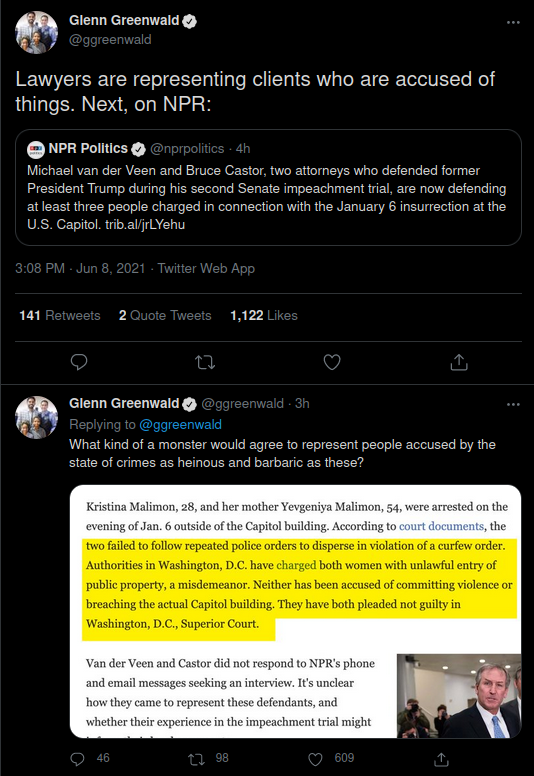 Glenn Greenwald
@ggreenwald
Lawyers are representing clients who are accused of
things. Next, on NPR:
NPR Politics @nprpolitics · 4h
Michael van der Veen and Bruce Castor, two attorneys who defended former
President Trump during his second Senate impeachment trial, are now defending
at least three people charged in connection with the January 6 insurrection at the
U.S. Capitol. trib.al/jrLYehu
3:08 PM · Jun 8, 2021 · Twitter Web App
141 Retweets 2 Quote Tweets 1,122 Likes
Glenn Greenwald @ggreenwald · 3h
Replying to @ggreenwald
What kind of a monster would agree to represent people accused by the
state of crimes as heinous and barbaric as these?
Kristina Malimon, 28, and her mother Yevgeniya Malimon, 54, were arrested on the
evening of Jan. 6 outside of the Capitol building. According to court documents, the
two failed to follow repeated police orders to disperse in violation of a curfew order.
Authorities in Washington, D.C. have charged both women with unlawful entry of
public property, a misdemeanor. Neither has been accused of committing violence or
breaching the actual Capitol building. They have both pleaded not guilty in
Washington, D.C., Superior Court.
Van der Veen and Castor did not respond to NPR's phone
and email messages seeking an interview. It's unclear
how they came to represent these defendants, and
whether their experience in the impeachment trial might
46 98 609